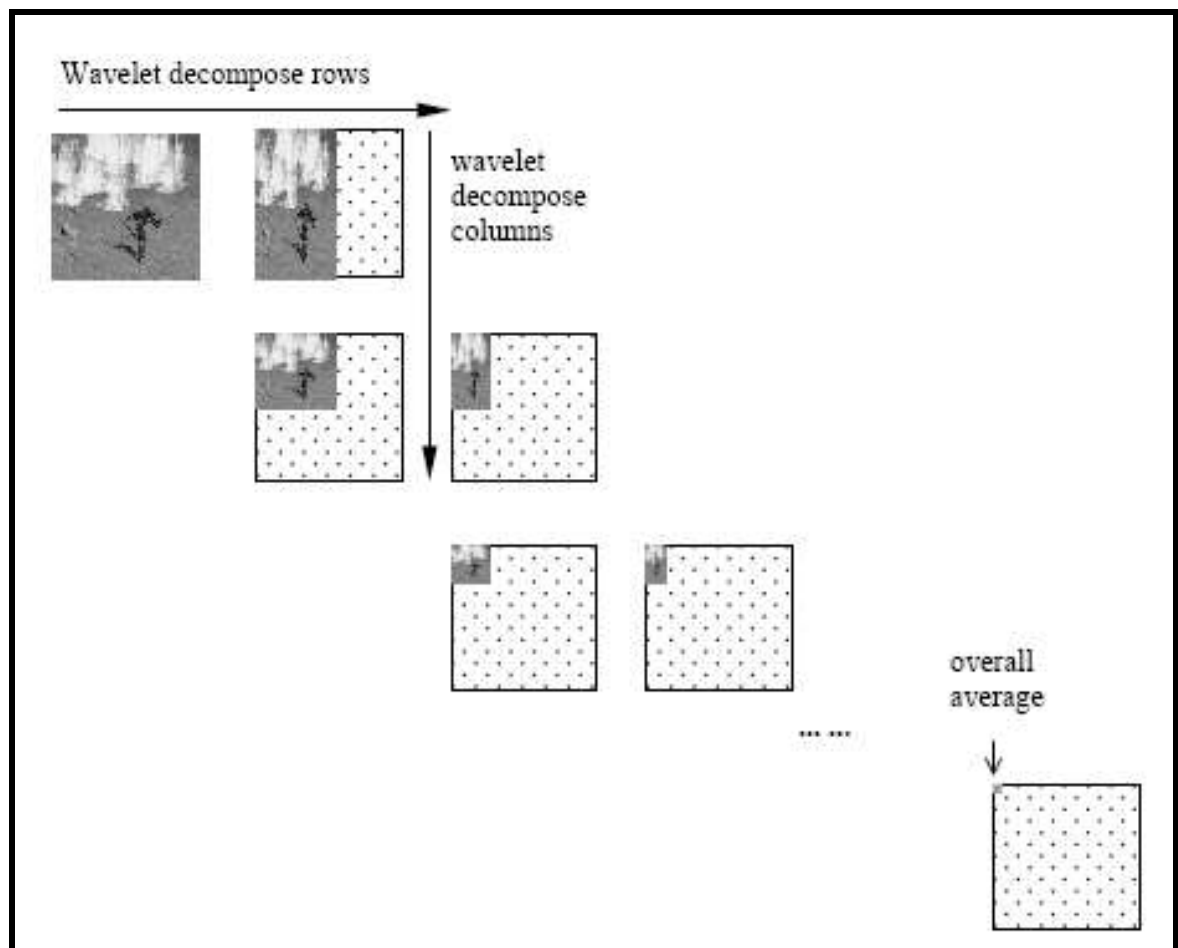 Wavelet decompose rows
wavelet
decompose
columns
overall
average
... ...